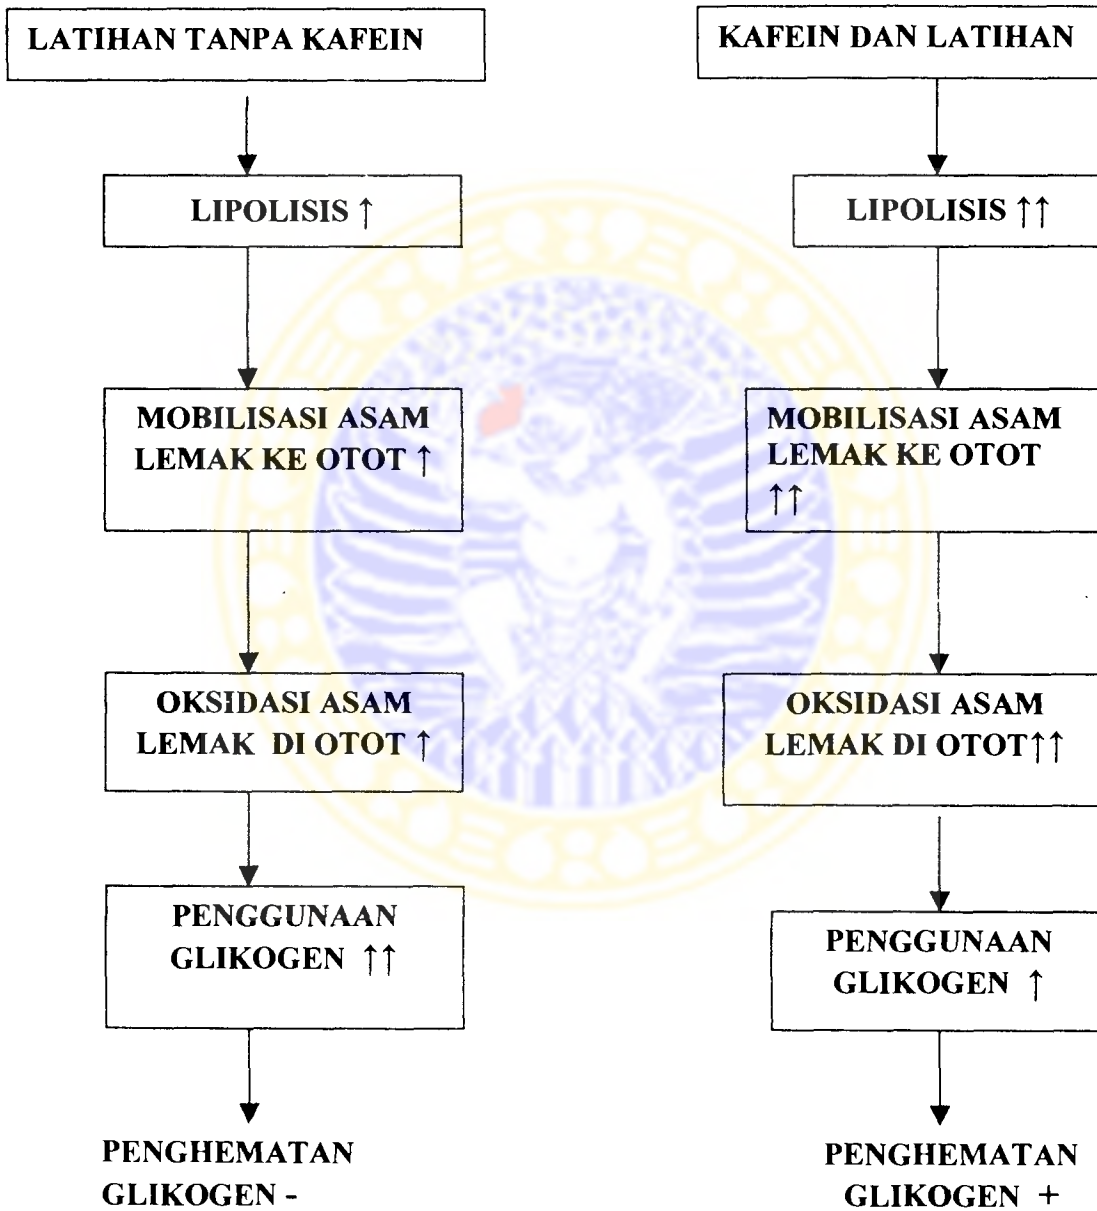 LATIHAN TANPA KAFEIN
LIPOLISIS ↑
MOBILISASI ASAM
LEMAK KE OTOT ↑
OKSIDASI ASAM
LEMAK DI OTOT ↑
PENGGUNAAN
GLIKOGEN ↑↑
PENGHEMATAN
GLIKOGEN -
KAFEIN DAN LATIHAN
LIPOLISIS ↑↑
MOBILISASI ASAM
LEMAK KE OTOT
↑↑
OKSIDASI ASAM
LEMAK DI OTOT↑↑
PENGGUNAAN
GLIKOGEN ↑
PENGHEMATAN
GLIKOGEN +